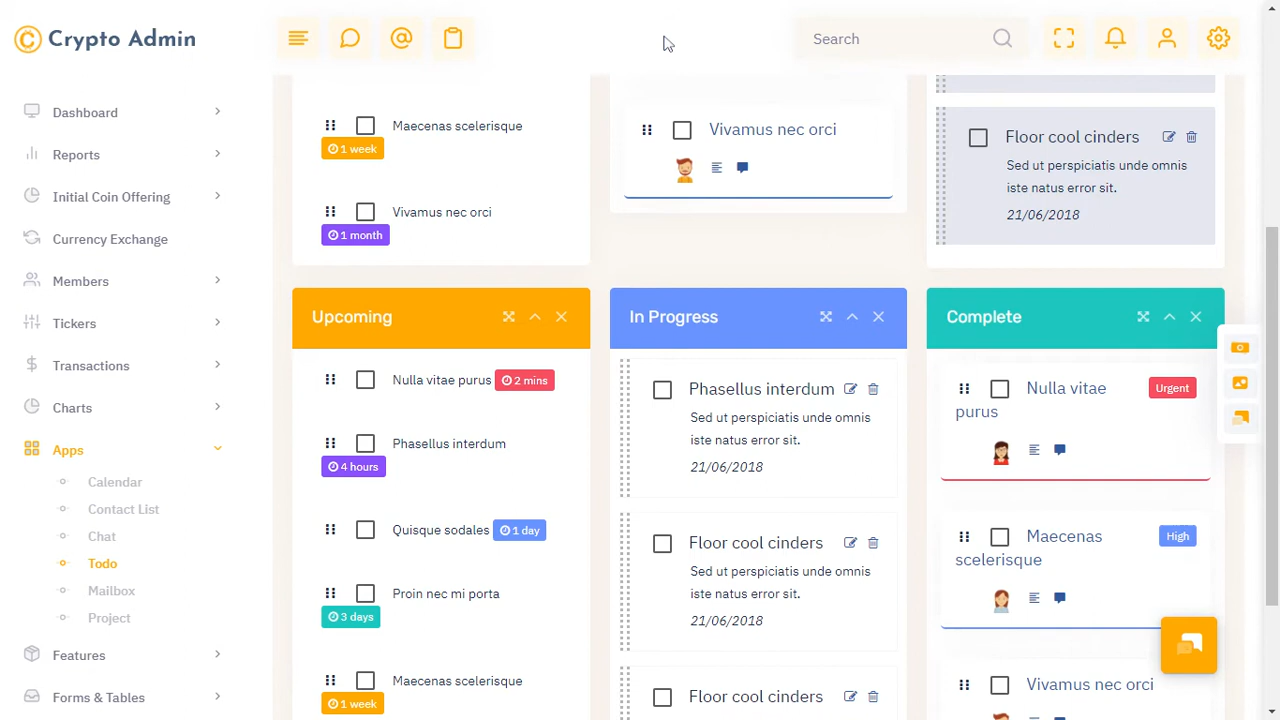 Crypto Admin
Search
Dashboard
Reports
Initial Coin Offering
Currency Exchange
Members
Tickers
Transactions
Charts
Apps
Calendar
Contact List
Chat
Todo
Mailbox
Project
Features
Forms & Tables
Maecenas scelerisque
1 week
Vivamus nec orci
1 month
Vivamus nec orci
Floor cool cinders
Sed ut perspiciatis unde omnis
iste natus error sit.
21/06/2018
Upcoming
Nulla vitae purus 2 mins
Phasellus interdum
4 hours
Quisque sodales 1 day
Proin nec mi porta
3 days
Maecenas scelerisque
1 week
In Progress
Phasellus interdum
Sed ut perspiciatis unde omnis
iste natus error sit.
21/06/2018
Floor cool cinders
Sed ut perspiciatis unde omnis
iste natus error sit.
21/06/2018
Floor cool cinders
Complete
Nulla vitae Urgent
purus
Maecenas High
scelerisque
Vivamus nec orci